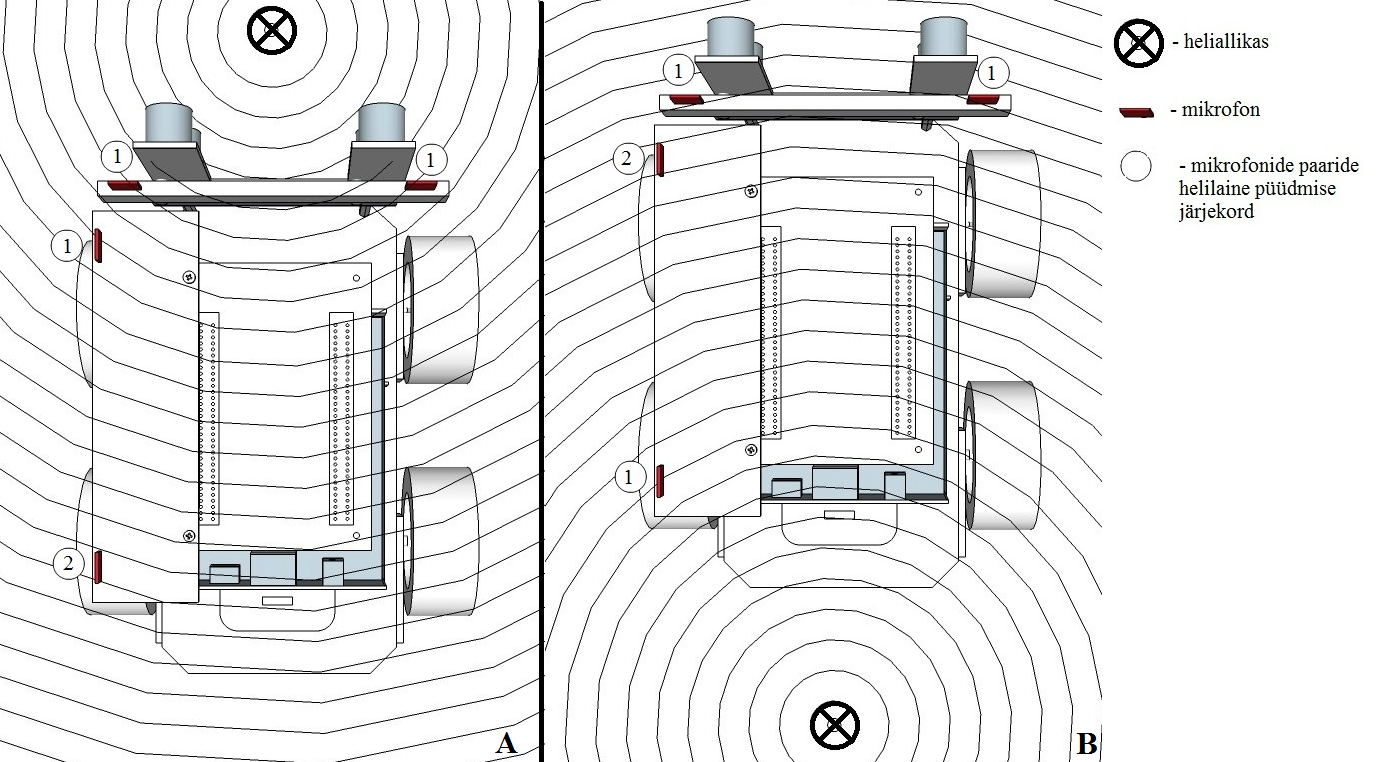 1
1
1
2
A
1
1
2
1
B
- heliallikas
- mikrofon
- mikrofonide paaride
helilaine püüdmise
järjekord